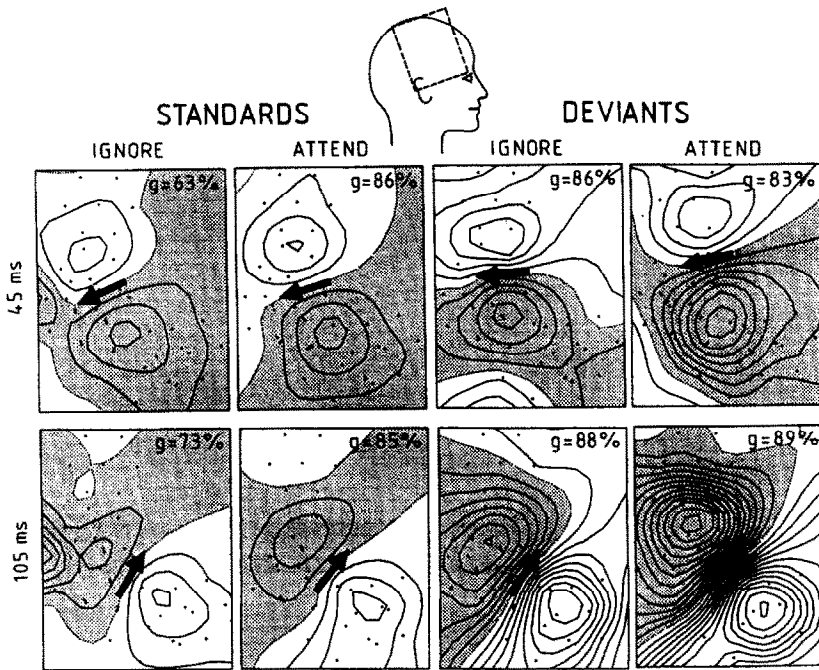 STANDARDS DEVIANTS
IGNORE ATTEND IGNORE ATTEND
45 ms
g=63% g=86% g=86% g=83%
105 ms
g=73% g=85% g=88% g=89%